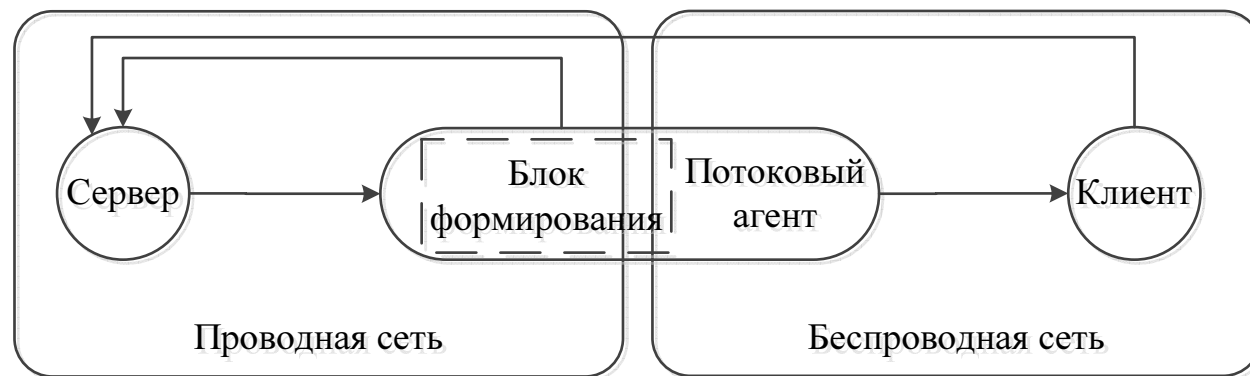 Сервер
Блок
формирования
Потоковый
агент
Клиент
Проводная сеть
Беспроводная сеть